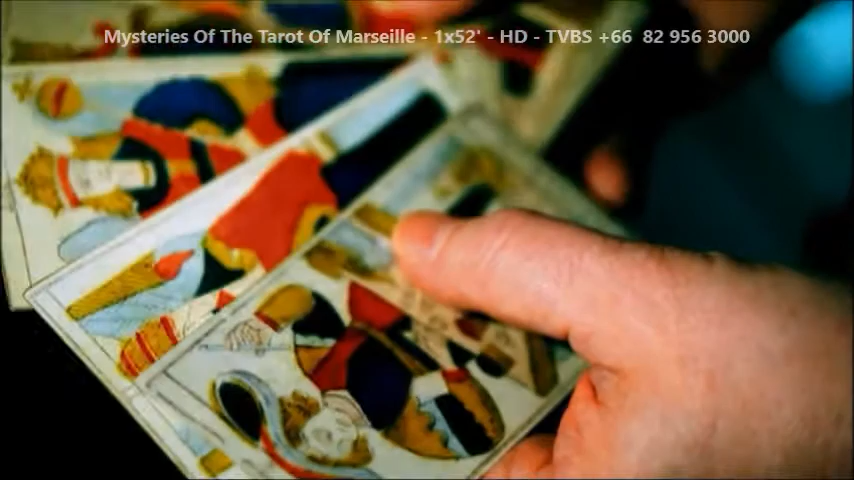 Mysteries Of The Tarot Of Marseille - 1x52' - HD - TVBS +66  82 956 3000